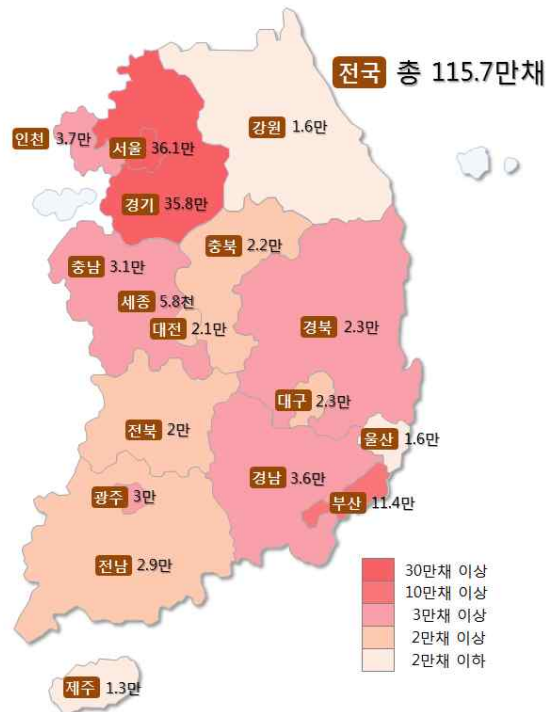 전국 총 115.7만채
강원 1.6만
인천 3.7만
서울 36.1만
경기 35.8만
충북 2.2만
충남 3.1만
세종 5.8천
대전 2.1만
경북 2.3만
대구 2.3만
전북 2만
울산 1.6만
경남 3.6만
광주 3만
부산 11.4만
전남 2.9만
30만채 이상
10만채 이상
3만채 이상
2만채 이상
2만채 이하
제주 1.3만